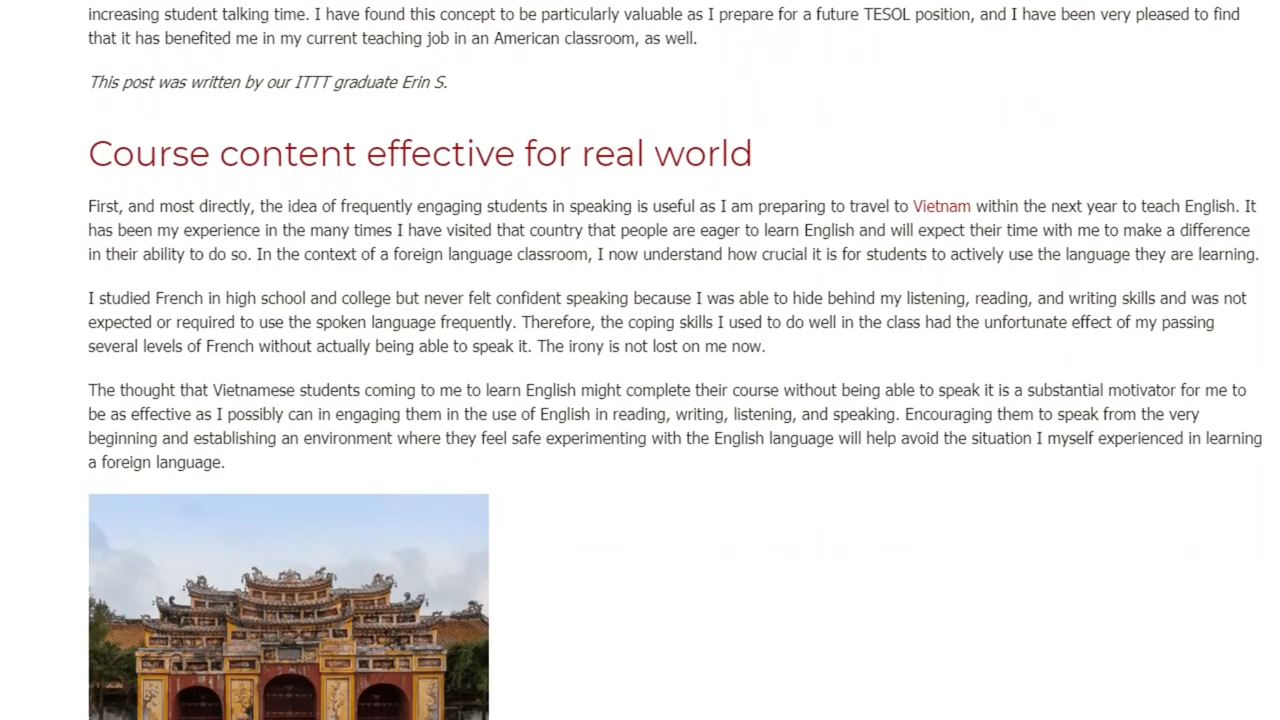 increasing student talking time. I have found this concept to be particularly valuable as I prepare for a future TESOL position, and I have been very pleased to find
that it has benefited me in my current teaching job in an American classroom, as well.
This post was written by our ITTT graduate Erin S.
Course content effective for real world
First, and most directly, the idea of frequently engaging students in speaking is useful as I am preparing to travel to Vietnam within the next year to teach English. It
has been my experience in the many times I have visited that country that people are eager to learn English and will expect their time with me to make a difference
in their ability to do so. In the context of a foreign language classroom, I now understand how crucial it is for students to actively use the language they are learning.
I studied French in high school and college but never felt confident speaking because I was able to hide behind my listening, reading, and writing skills and was not
expected or required to use the spoken language frequently. Therefore, the coping skills I used to do well in the class had the unfortunate effect of my passing
several levels of French without actually being able to speak it. The irony is not lost on me now.
The thought that Vietnamese students coming to me to learn English might complete their course without being able to speak it is a substantial motivator for me to
be as effective as I possibly can in engaging them in the use of English in reading, writing, listening, and speaking. Encouraging them to speak from the very
beginning and establishing an environment where they feel safe experimenting with the English language will help avoid the situation I myself experienced in learning
a foreign language.